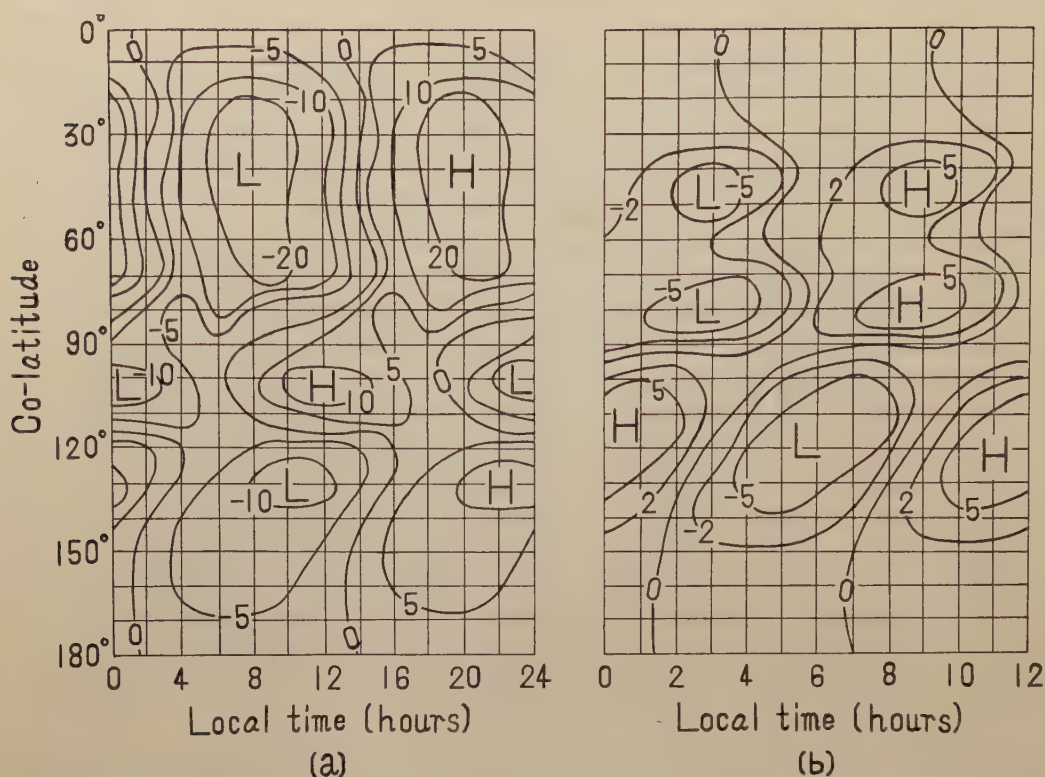 Co-latitude
0°
0 -5 0 5
-10 10
30°
L H
60°
-20 20
-5
90°
L -10 H 10 5 0 L
120°
-10 L H
150°
-5 5
0 0
180°
0 4 8 12 16 20 24
Local time (hours)
(a)
0 0
-2 L -5 2 H 5
-5 L H 5
H 5 L H
-5 2 5
2 -2
0 0
0 2 4 6 8 10 12
Local time (hours)
(b)